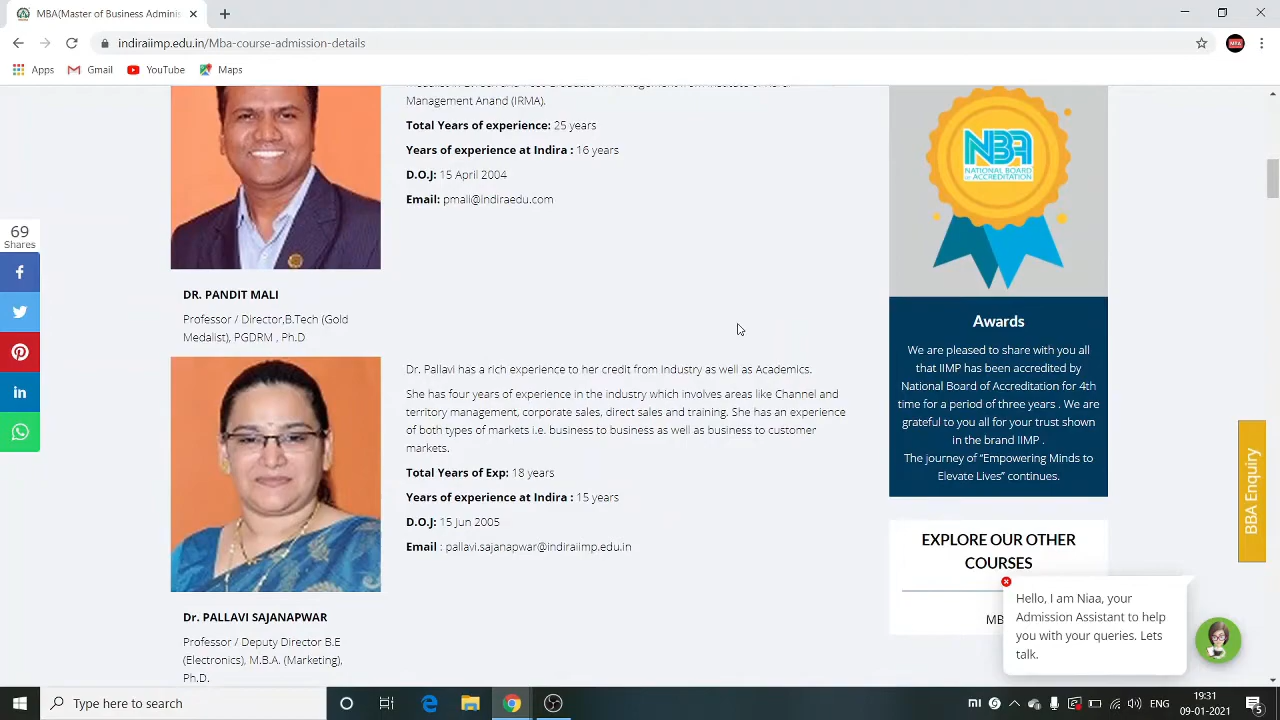 MBA(Master of Business Adminis
indiraiimp.edu.in/Mba-course-admission-details
Apps
Gmail
YouTube
Maps
Management Anand (IRMA).
Total Years of experience: 25 years
Years of experience at Indira : 16 years
D.O.J: 15 April 2004
Email: pmali@indiraedu.com
DR. PANDIT MALI
Professor / Director,B.Tech (Gold
Medalist), PGDRM , Ph.D
69
Shares
Dr. Pallavi has a rich experience to her credit from Industry as well as Academics.
She has four years of experience in the industry which involves areas like Channel and
territory management, corporate sales, direct sales and training. She has an experience
of both types of markets i.e. business to business as well as business to customer
markets.
Total Years of Exp: 18 years
Years of experience at Indira : 15 years
D.O.J: 15 Jun 2005
Email : pallavi.sajanapwar@indiraiimp.edu.in
Dr. PALLAVI SAJANAPWAR
Professor / Deputy Director B.E
(Electronics), M.B.A. (Marketing),
Ph.D.
NBA
NATIONAL BOARD
of ACCREDITATION
Awards
We are pleased to share with you all
that IIMP has been accredited by
National Board of Accreditation for 4th
time for a period of three years . We are
grateful to you all for your trust shown
in the brand IIMP .
The journey of “Empowering Minds to
Elevate Lives” continues.
EXPLORE OUR OTHER
COURSES
MB
Hello, I am Niaa, your
Admission Assistant to help
you with your queries. Lets
talk.
BBA Enquiry
Type here to search
ENG
19:31
09-01-2021